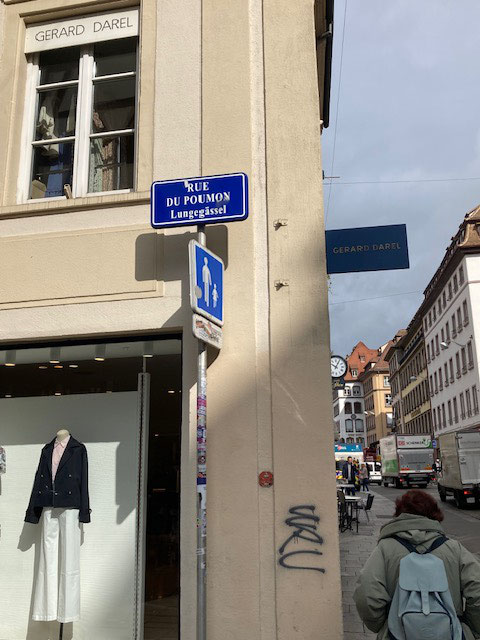 GERARD DAREL
RUE
DU POUMON
Lungegässel
GERARD DAREL